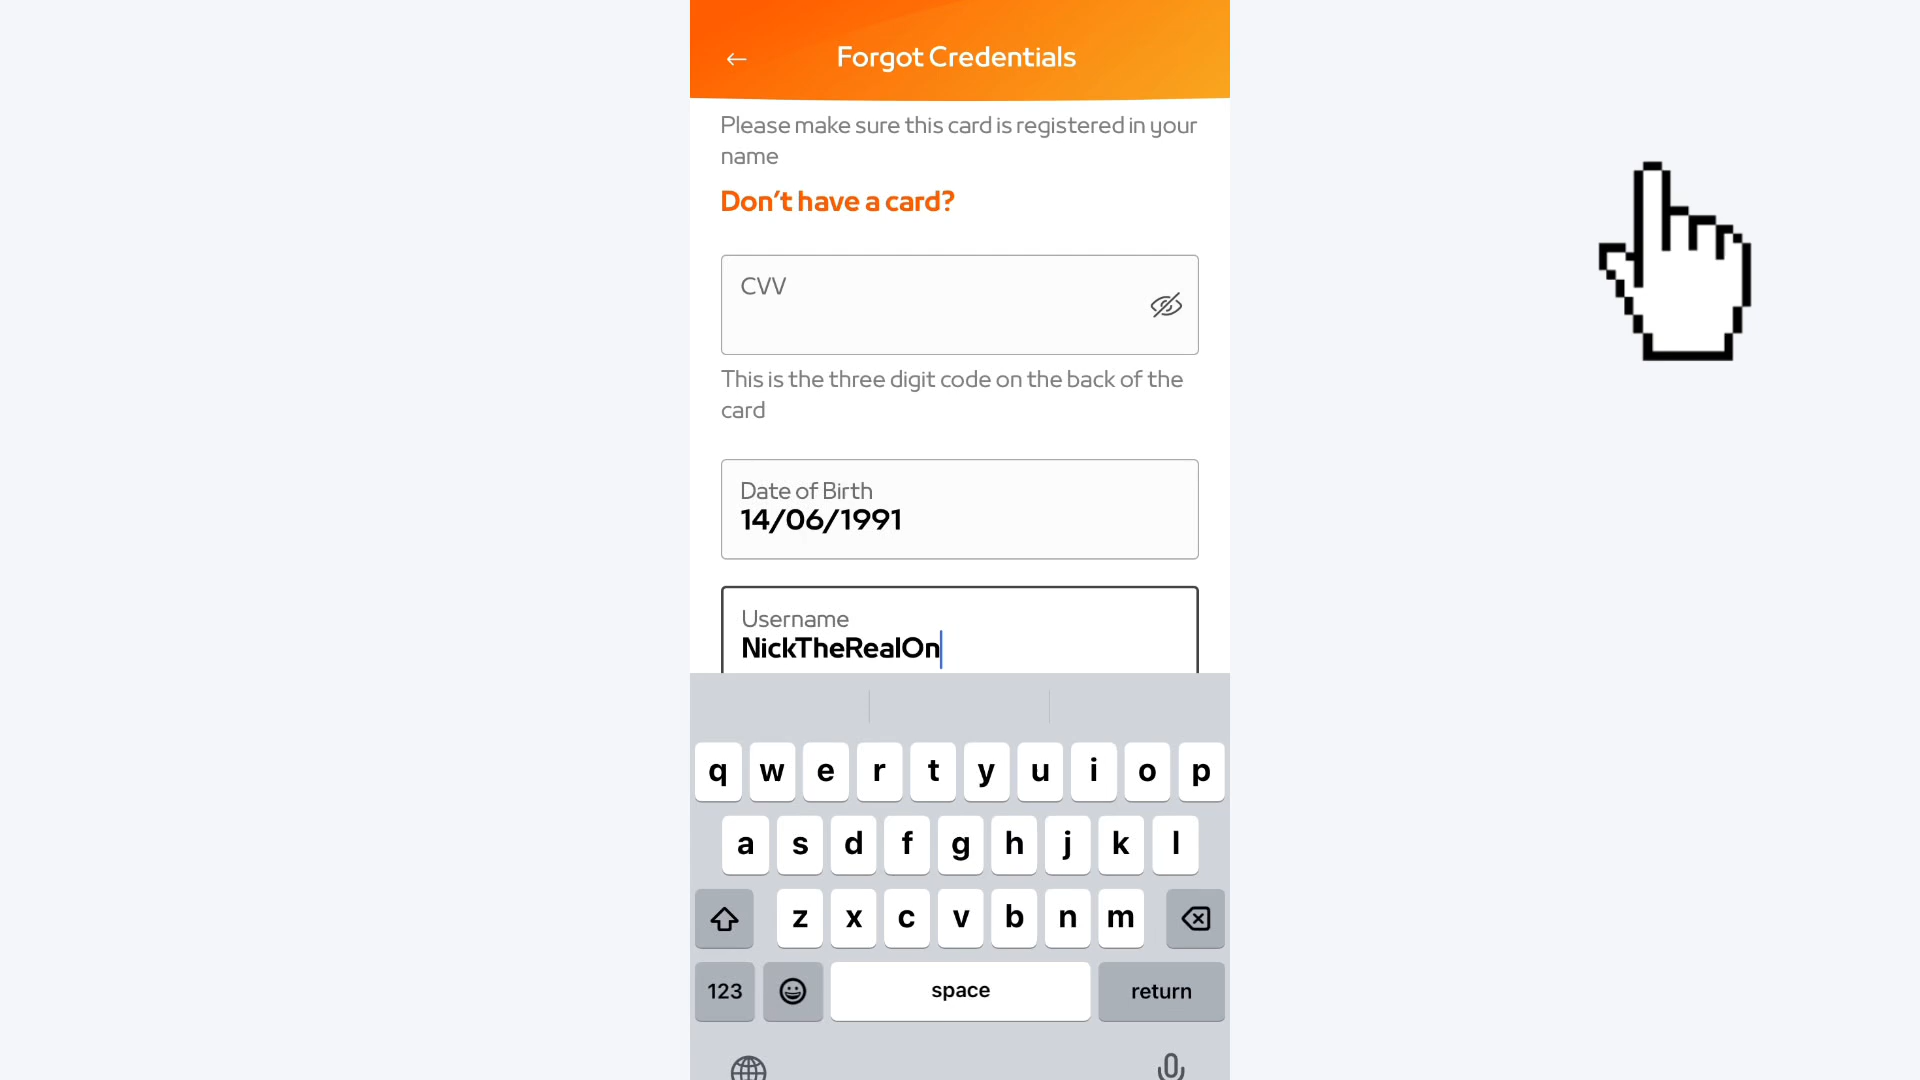 Forgot Credentials
Please make sure this card is registered in your
name
Don’t have a card?
CVV
This is the three digit code on the back of the
card
Date of Birth
14/06/1991
Username
NickTheRealOn
q w e r t y u i o p
a s d f g h j k l
z x c v b n m
123 space return